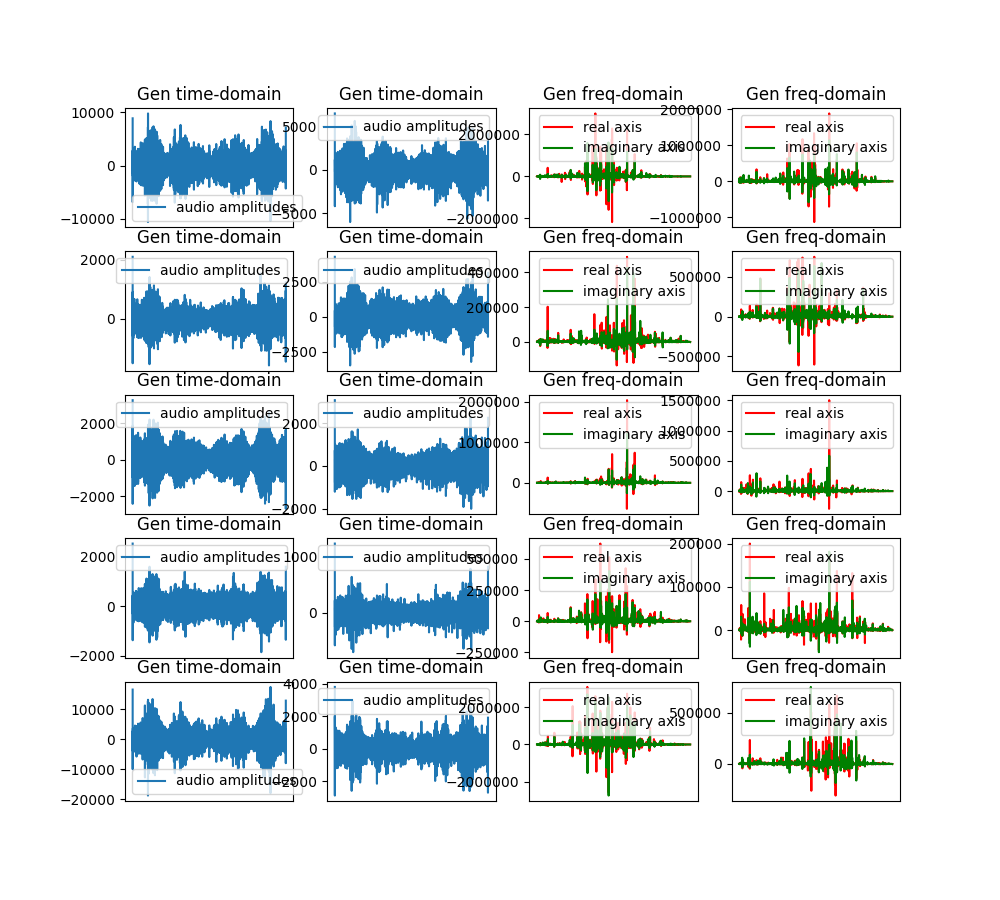 Gen time-domain Gen time-domain Gen freq-domain Gen freq-domain
10000
0
−10000
audio amplitudes
5000
0
−5000
audio amplitudes
2000000
0
−2000000
real axis
imaginary axis
2000000
1000000
0
−1000000
real axis
imaginary axis
Gen time-domain Gen time-domain Gen freq-domain Gen freq-domain
2000
0
audio amplitudes
2500
0
−2500
audio amplitudes
400000
200000
0
real axis
imaginary axis
500000
0
−500000
real axis
imaginary axis
Gen time-domain Gen time-domain Gen freq-domain Gen freq-domain
2000
0
−2000
audio amplitudes
2000
0
−2000
audio amplitudes
2000000
1000000
0
real axis
imaginary axis
1500000
1000000
500000
0
real axis
imaginary axis
Gen time-domain Gen time-domain Gen freq-domain Gen freq-domain
2000
0
−2000
audio amplitudes
1000
0
audio amplitudes
500000
250000
0
−250000
real axis
imaginary axis
200000
100000
0
real axis
imaginary axis
Gen time-domain Gen time-domain Gen freq-domain Gen freq-domain
10000
0
−10000
−20000
audio amplitudes
4000
2000
0
−2000
audio amplitudes
2000000
0
−2000000
real axis
imaginary axis
500000
0
real axis
imaginary axis